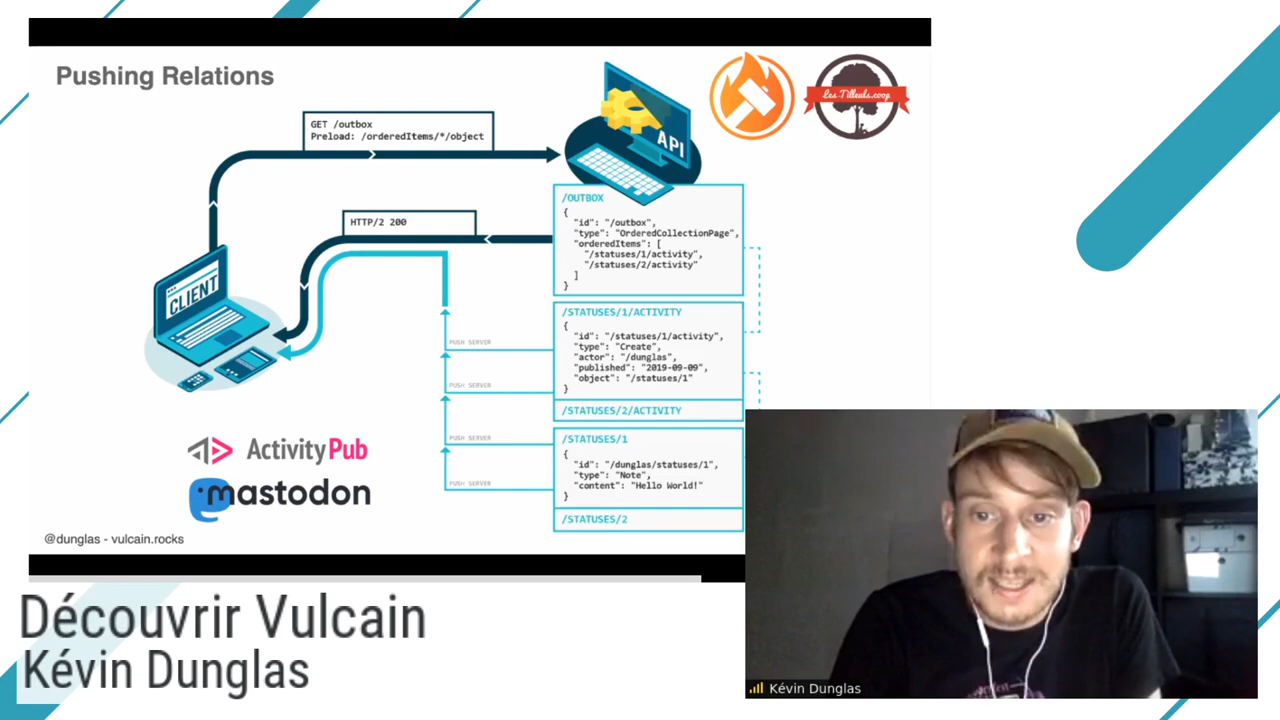 Pushing Relations
GET /outbox
Preload: /orderedItems/*/object
API
Les-Tilleuls.coop
HTTP/2 200
CLIENT
/OUTBOX
{
"id": "/outbox",
"type": "OrderedCollectionPage",
"orderedItems": [
"/statuses/1/activity",
"/statuses/2/activity"
]
}
/STATUSES/1/ACTIVITY
{
"id": "/statuses/1/activity",
"type": "Create",
"actor": "/dunglas",
"published": "2019-09-09",
"object": "/statuses/1"
}
/STATUSES/2/ACTIVITY
/STATUSES/1
{
"id": "/dunglas/statuses/1",
"type": "Note",
"content": "Hello World!"
}
/STATUSES/2
PUSH SERVER
PUSH SERVER
PUSH SERVER
PUSH SERVER
ActivityPub
mastodon
@dunglas - vulcain.rocks
Découvrir Vulcain
Kévin Dunglas
Kévin Dunglas